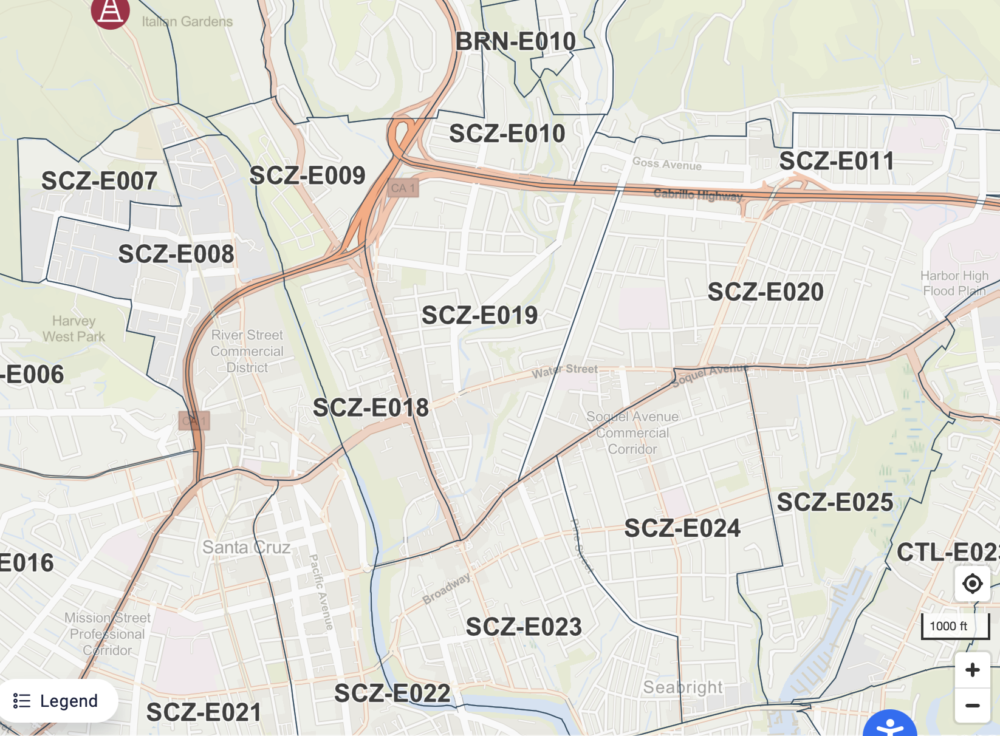 Italian Gardens
BRN-E010
SCZ-E010
Goss Avenue
SCZ-E011
SCZ-E007
SCZ-E009
CA 1
Cabrillo Highway
SCZ-E008
Harbor High
Flood Plain
SCZ-E020
SCZ-E019
Harvey
West Park
River Street
Commercial
District
-E006
Water Street
Soquel Avenue
SCZ-E018
CA 1
Soquel Avenue
Commercial
Corridor
SCZ-E025
SCZ-E024
Pine Street
Santa Cruz
E016
Pacific Avenue
CTL-E023
Broadway
Mission Street
Professional
Corridor
SCZ-E023
1000 ft
Seabright
SCZ-E022
Legend
SCZ-E021